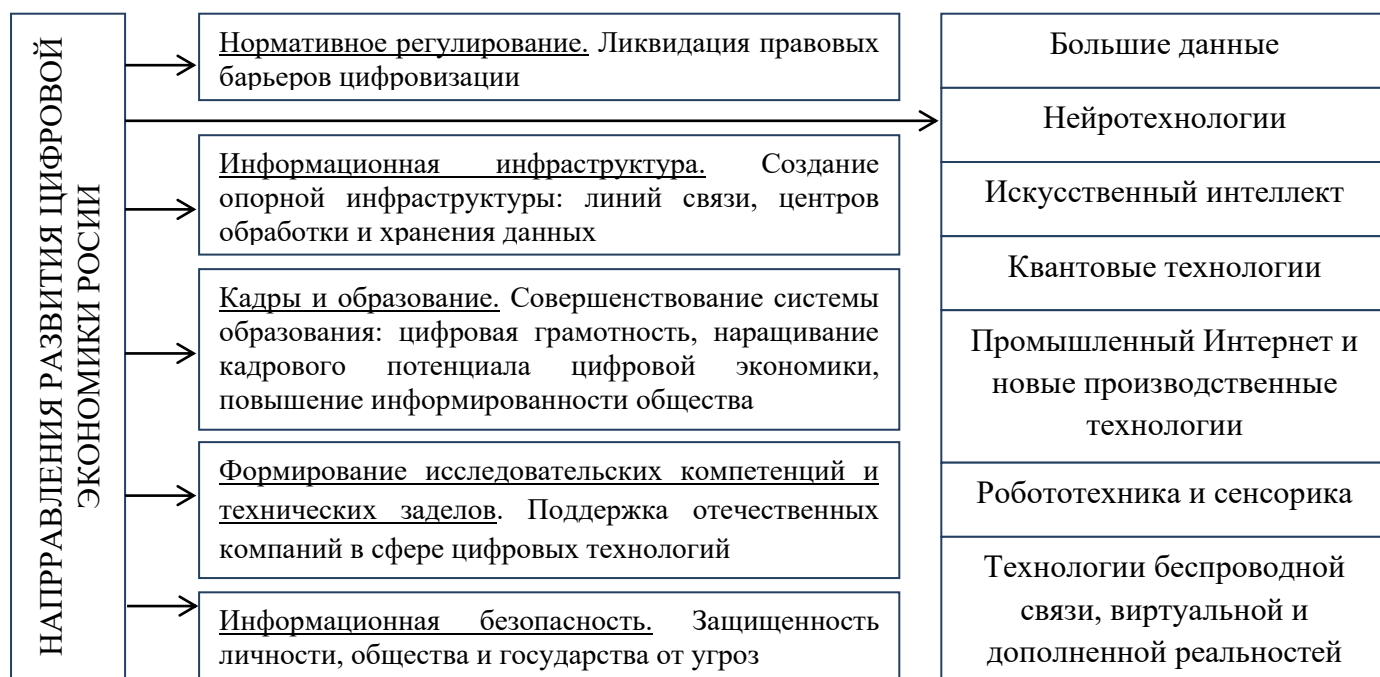 НАПРРАВЛЕНИЯ РАЗВИТИЯ ЦИФРОВОЙ
ЭКОНОМИКИ РОСИИ
Нормативное регулирование. Ликвидация правовых
барьеров цифровизации
Информационная инфраструктура. Создание
опорной инфраструктуры: линий связи, центров
обработки и хранения данных
Кадры и образование. Совершенствование системы
образования: цифровая грамотность, наращивание
кадрового потенциала цифровой экономики,
повышение информированности общества
Формирование исследовательских компетенций и
технических заделов. Поддержка отечественных
компаний в сфере цифровых технологий
Информационная безопасность. Защищенность
личности, общества и государства от угроз
Большие данные
Нейротехнологии
Искусственный интеллект
Квантовые технологии
Промышленный Интернет и
новые производственные
технологии
Робототехника и сенсорика
Технологии беспроводной
связи, виртуальной и
дополненной реальностей